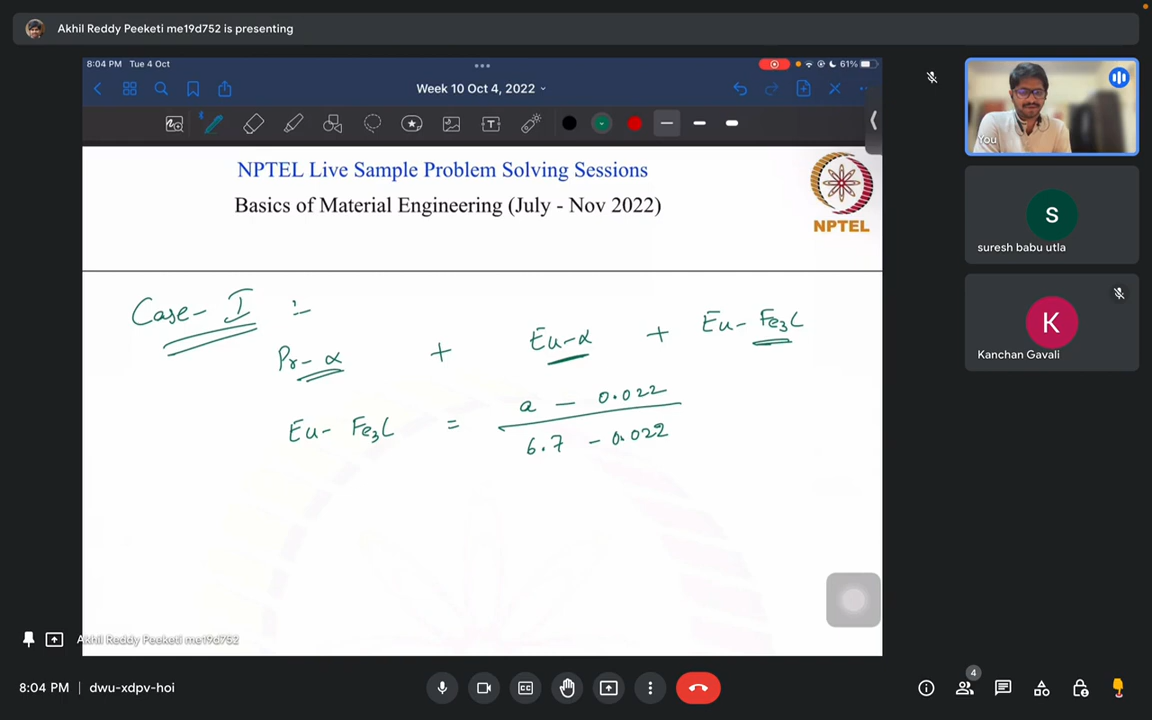 Akhil Reddy Peeketi me19d752 is presenting
8:04 PM Tue 4 Oct
61%
Week 10 Oct 4, 2022
You
NPTEL Live Sample Problem Solving Sessions
Basics of Material Engineering (July - Nov 2022)
NPTEL
S
suresh babu utla
Case- I :-
Pr- α + Eu-α + Eu- Fe3C
K
Kanchan Gavali
Eu- Fe3C = a - 0.022
6.7 - 0.022
Akhil Reddy Peeketi me19d752
8:04 PM | dwu-xdpv-hoi
CC
4